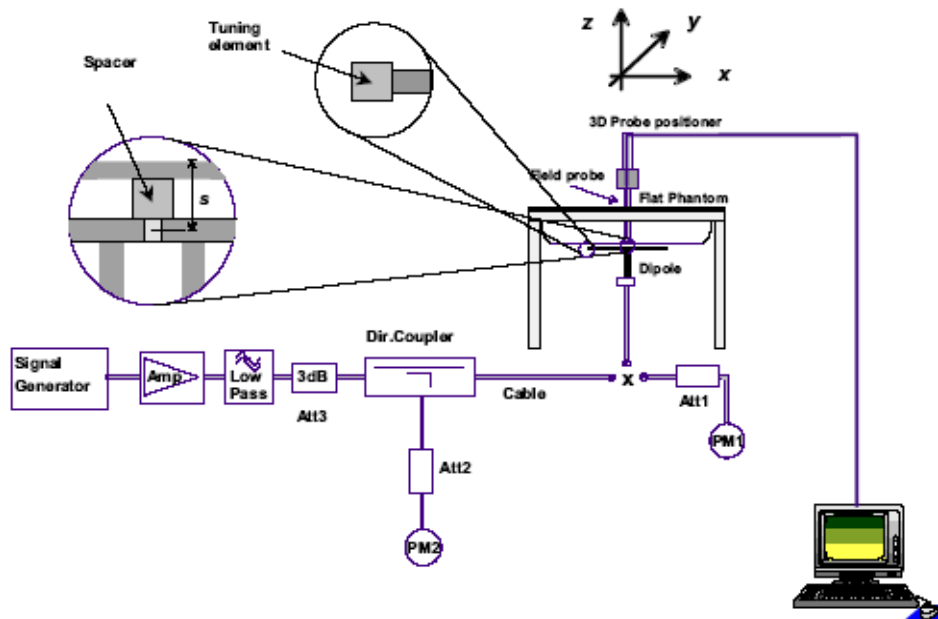 Tuning
element
Spacer
s
z
y
x
3D Probe positioner
Field probe
Flat Phantom
Dipole
Signal
Generator
Amp
Low
Pass
3dB
Att3
Dir.Coupler
Cable
x
Att1
PM1
Att2
PM2